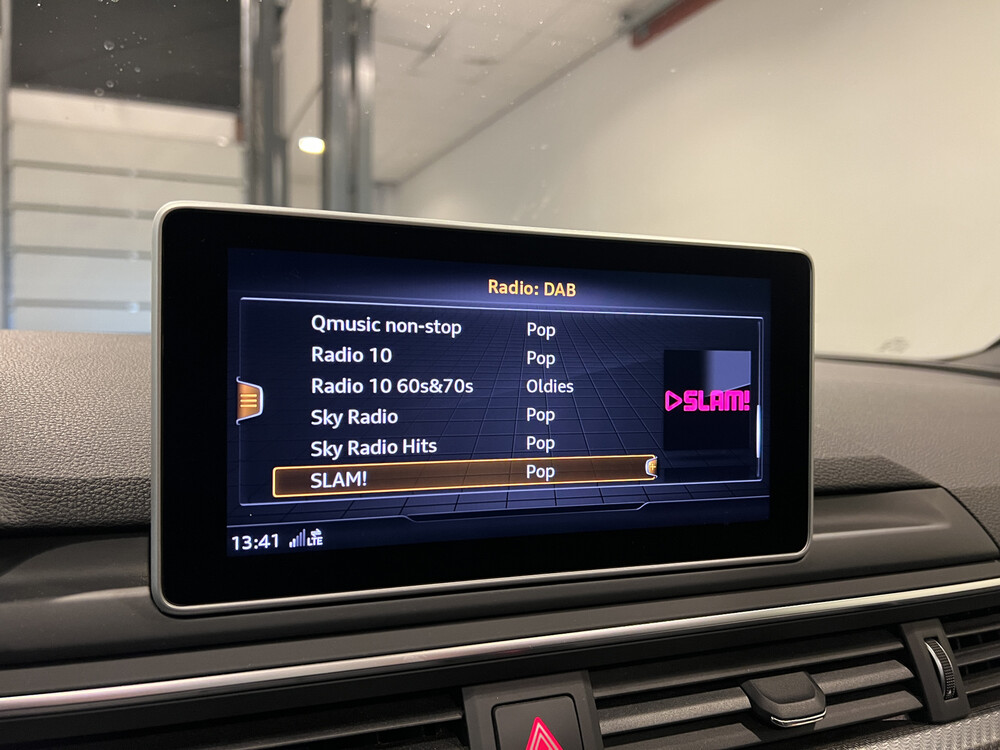 Radio: DAB
Qmusic non-stop Pop
Radio 10 Pop
Radio 10 60s&70s Oldies
Sky Radio Pop
Sky Radio Hits Pop
SLAM! Pop
SLAM!
13:41 LTE